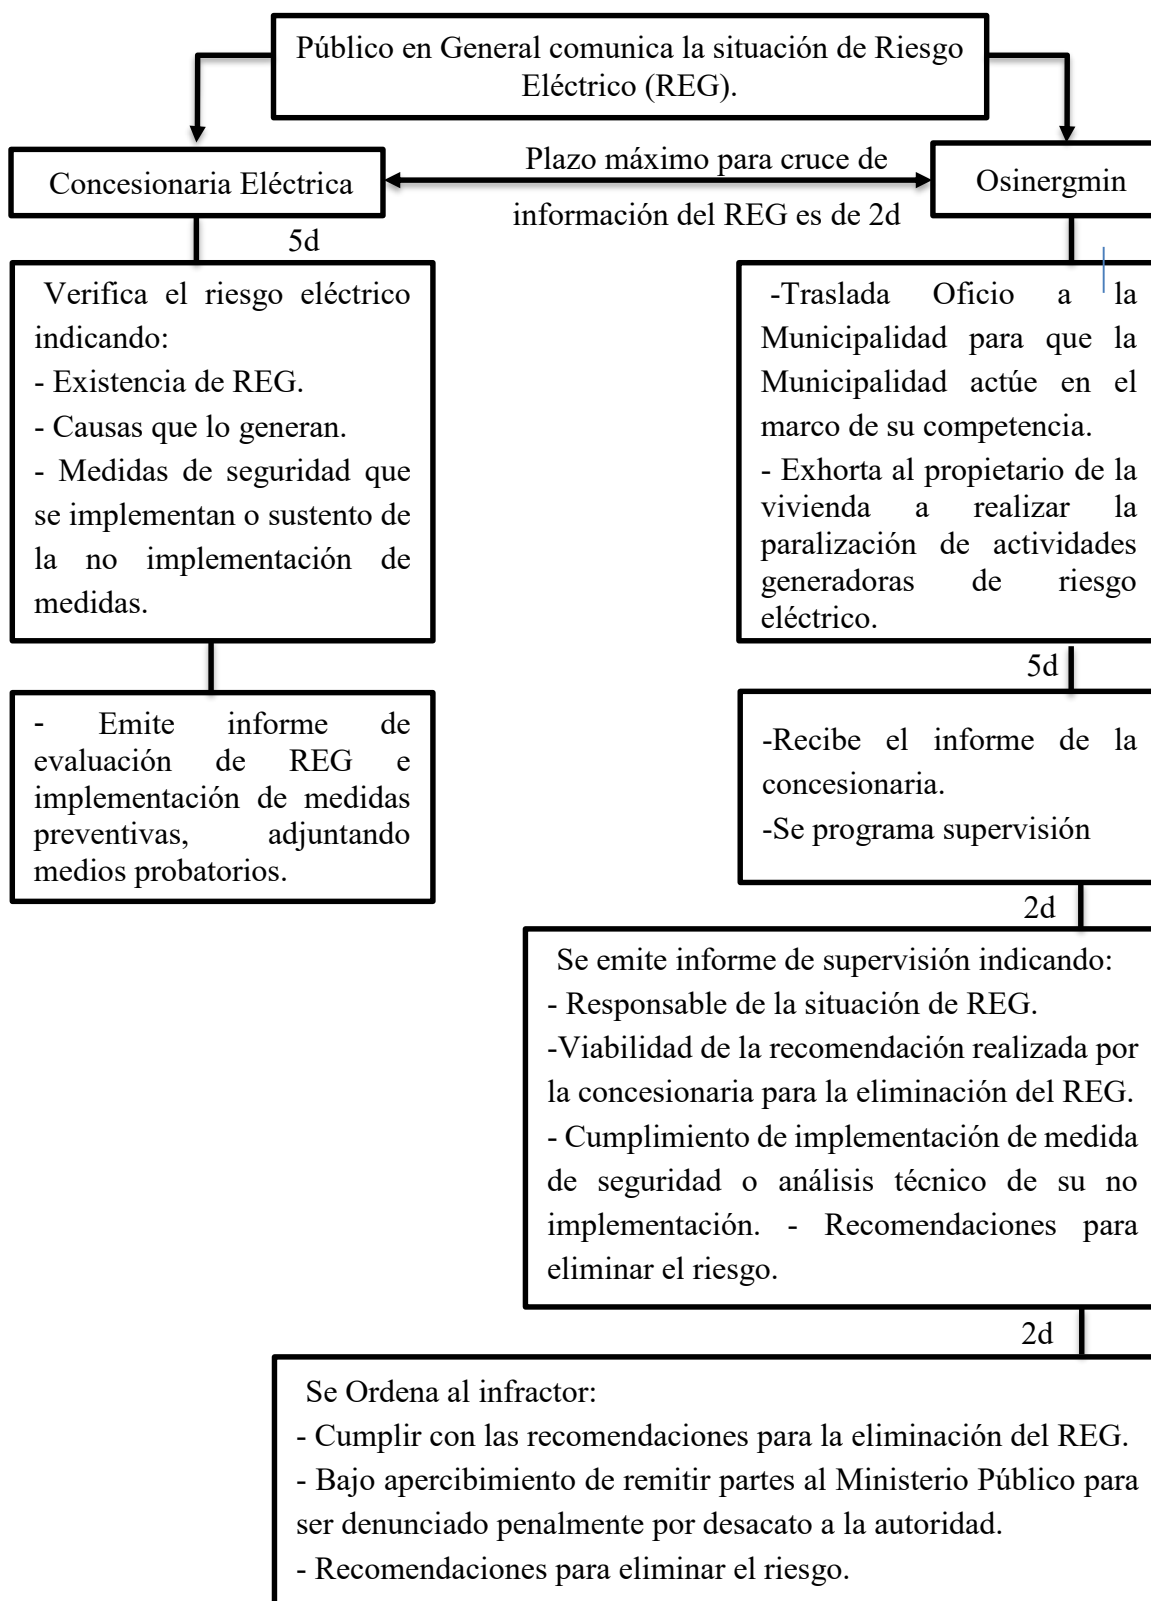 Público en General comunica la situación de Riesgo
Eléctrico (REG).
Concesionaria Eléctrica
Plazo máximo para cruce de
información del REG es de 2d
Osinergmin
5d
Verifica el riesgo eléctrico
indicando:
- Existencia de REG.
- Causas que lo generan.
- Medidas de seguridad que
se implementan o sustento de
la no implementación de
medidas.
- Emite informe de
evaluación de REG e
implementación de medidas
preventivas, adjuntando
medios probatorios.
-Traslada Oficio a la
Municipalidad para que la
Municipalidad actúe en el
marco de su competencia.
- Exhorta al propietario de la
vivienda a realizar la
paralización de actividades
generadoras de riesgo
eléctrico.
5d
-Recibe el informe de la
concesionaria.
-Se programa supervisión
2d
Se emite informe de supervisión indicando:
- Responsable de la situación de REG.
-Viabilidad de la recomendación realizada por
la concesionaria para la eliminación del REG.
- Cumplimiento de implementación de medida
de seguridad o análisis técnico de su no
implementación. - Recomendaciones para
eliminar el riesgo.
2d
Se Ordena al infractor:
- Cumplir con las recomendaciones para la eliminación del REG.
- Bajo apercibimiento de remitir partes al Ministerio Público para
ser denunciado penalmente por desacato a la autoridad.
- Recomendaciones para eliminar el riesgo.